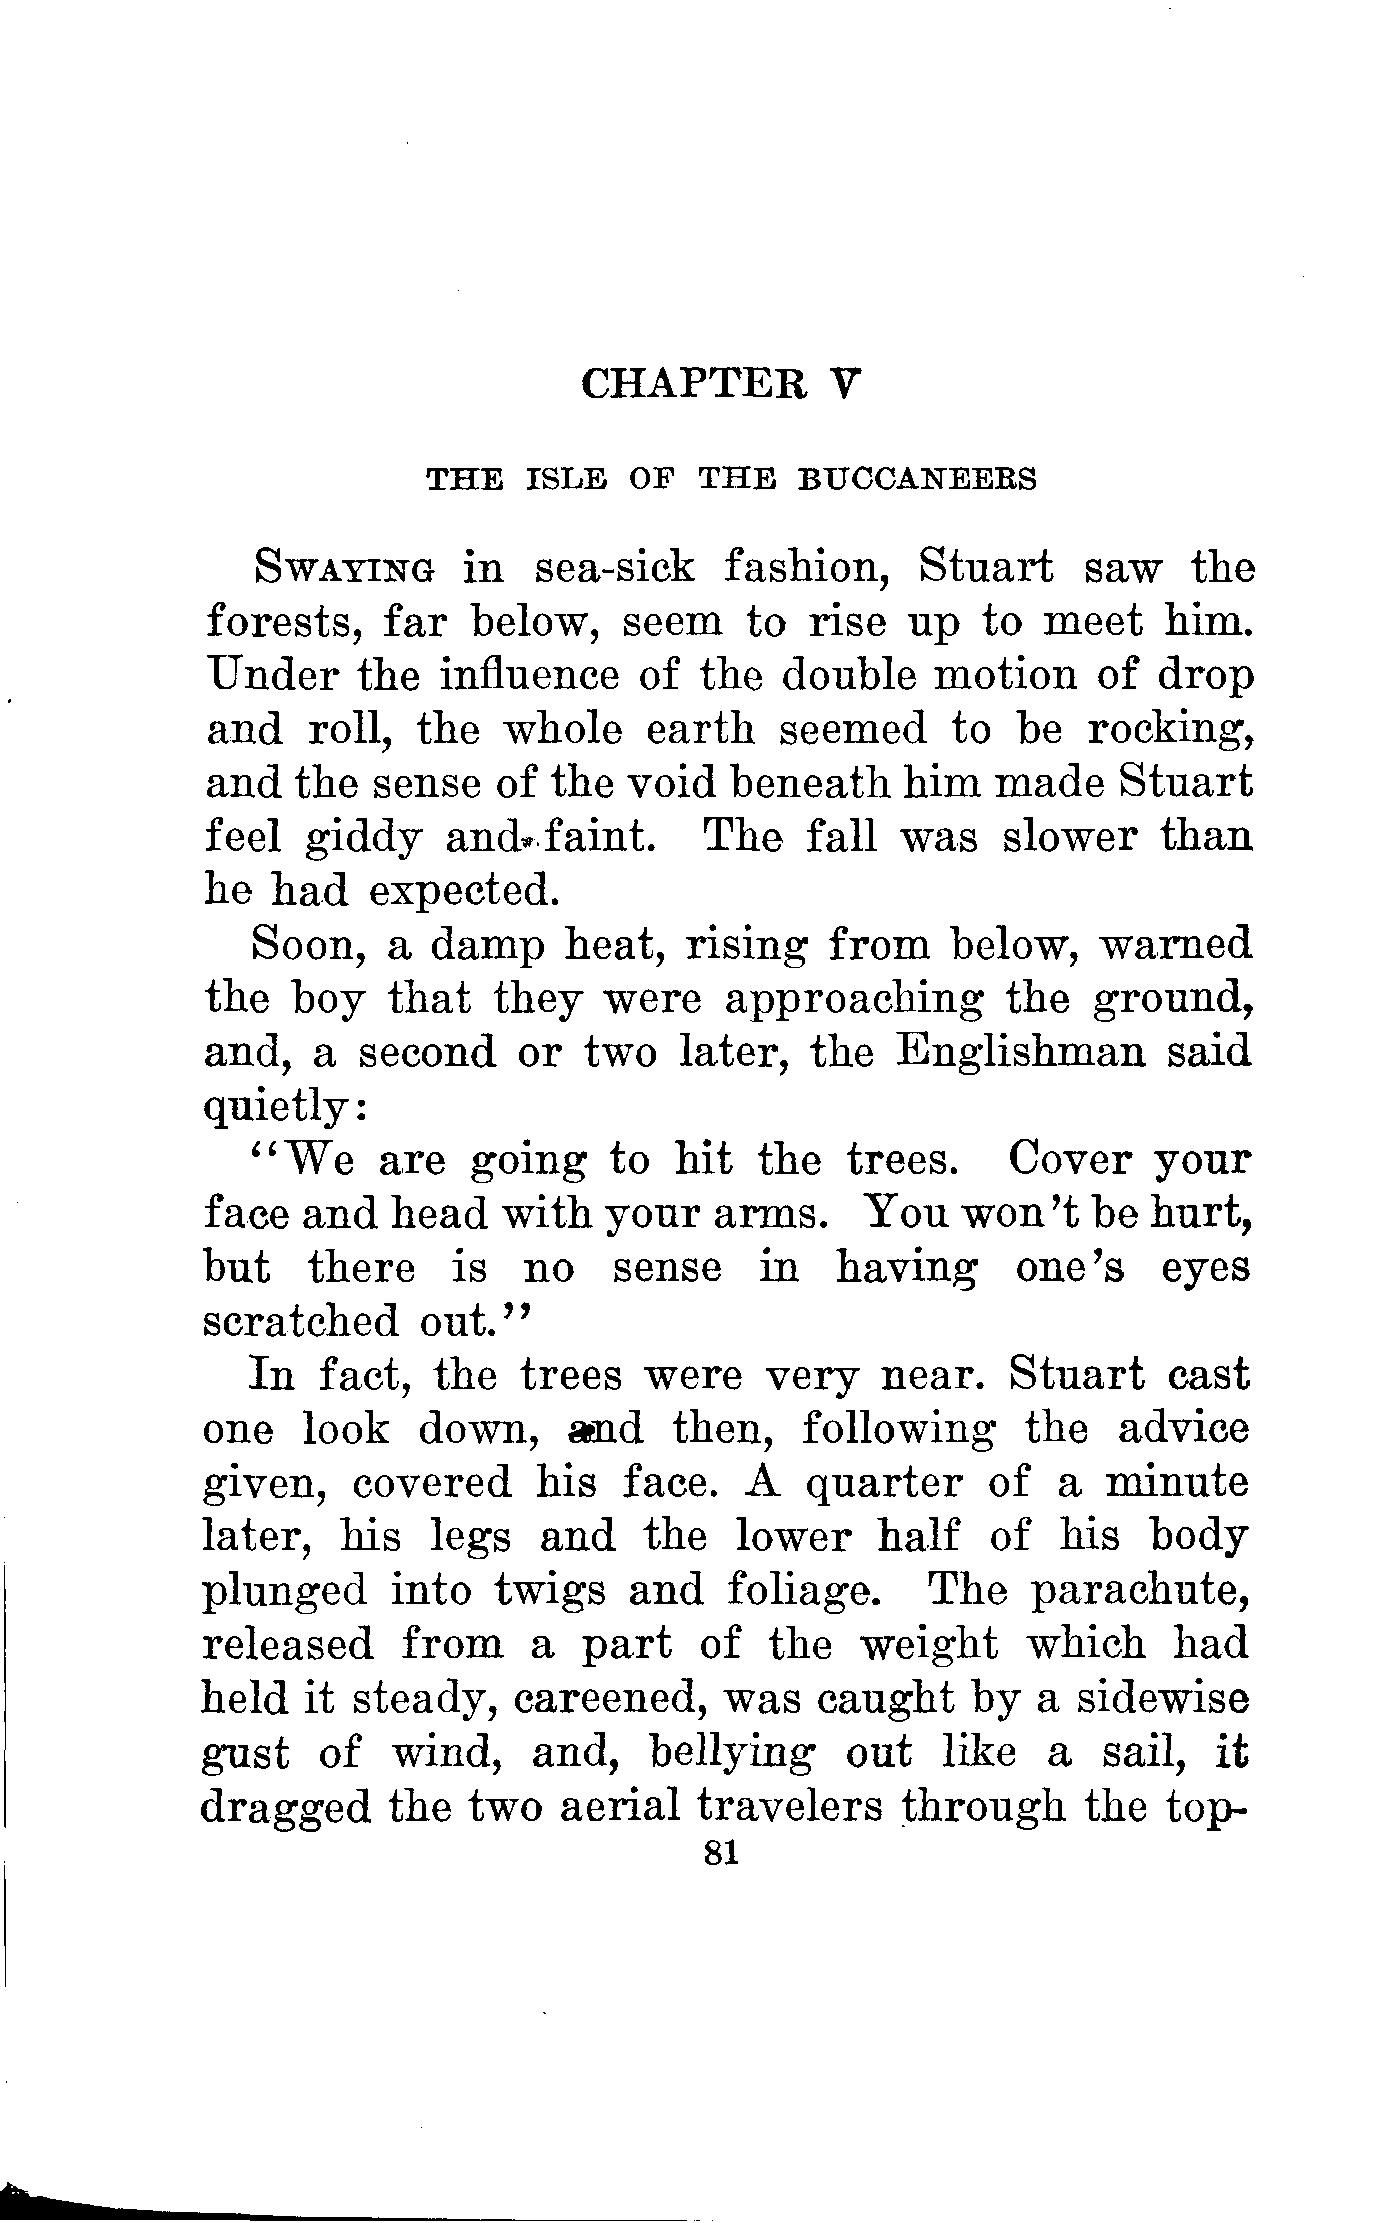 CHAPTER V
THE ISLE OF THE BUCCANEERS
SWAYING in sea-sick fashion, Stuart saw the
forests, far below, seem to rise up to meet him.
Under the influence of the double motion of drop
and roll, the whole earth seemed to be rocking,
and the sense of the void beneath him made Stuart
feel giddy and faint. The fall was slower than
he had expected.
Soon, a damp heat, rising from below, warned
the boy that they were approaching the ground,
and, a second or two later, the Englishman said
quietly:
"We are going to hit the trees. Cover your
face and head with your arms. You won't be hurt,
but there is no sense in having one's eyes
scratched out."
In fact, the trees were very near. Stuart cast
one look down, and then, following the advice
given, covered his face. A quarter of a minute
later, his legs and the lower half of his body
plunged into twigs and foliage. The parachute,
released from a part of the weight which had
held it steady, careened, was caught by a sidewise
gust of wind, and, bellying out like a sail, it
dragged the two aerial travelers through the top-
81